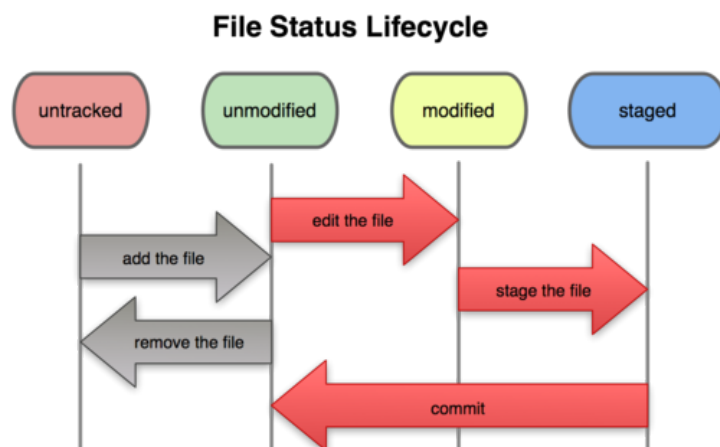 File Status Lifecycle
untracked
unmodified
modified
staged
edit the file
add the file
stage the file
remove the file
commit